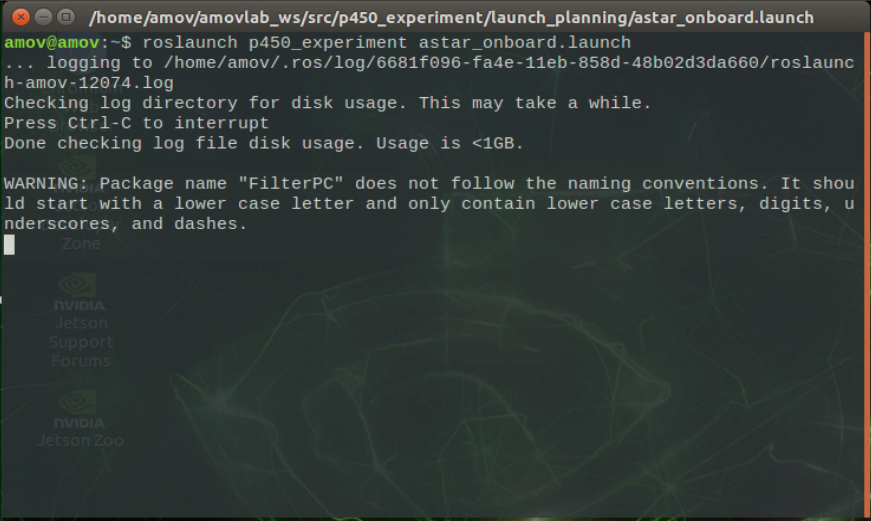 /home/amov/amovlab_ws/src/p450_experiment/launch_planning/astar_onboard.launch
amov@amov:~$ roslaunch p450_experiment astar_onboard.launch
... logging to /home/amov/.ros/log/6681f096-fa4e-11eb-858d-48b02d3da660/roslaunc
h-amov-12074.log
Checking log directory for disk usage. This may take a while.
Press Ctrl-C to interrupt
Done checking log file disk usage. Usage is <1GB.
WARNING: Package name "FilterPC" does not follow the naming conventions. It shou
ld start with a lower case letter and only contain lower case letters, digits, u
nderscores, and dashes.
Zone
NVIDIA
Jetson
Support
Forums
NVIDIA
Jetson Zoo